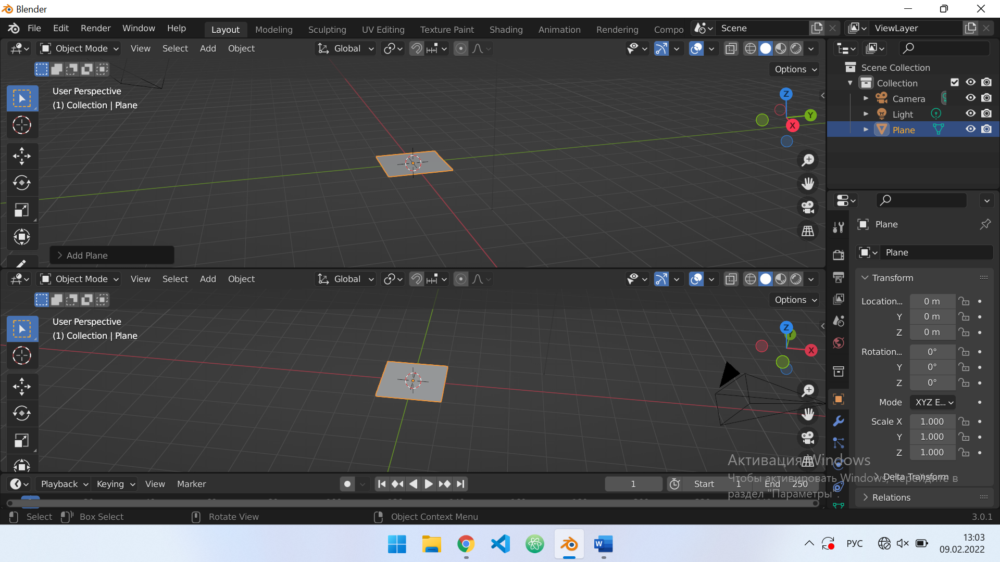 Blender
File Edit Render Window Help Layout Modeling Sculpting UV Editing Texture Paint Shading Animation Rendering Compo Scene ViewLayer
Object Mode View Select Add Object Global
Options
User Perspective
(1) Collection | Plane
Z
Y
X
Add Plane
Scene Collection
Collection
Camera
Light
Plane
Plane
Plane
Transform
Location... 0 m
Y 0 m
Z 0 m
Rotation... 0°
Y 0°
Z 0°
Mode XYZ E...
Scale X 1.000
Y 1.000
Z 1.000
Delta Transform
Relations
Object Mode View Select Add Object Global
Options
User Perspective
(1) Collection | Plane
Z
Y
X
Активация Windows
Чтобы активировать Windows, перейдите в
раздел "Параметры".
Playback Keying View Marker 1 Start 1 End 250
Select Box Select Rotate View Object Context Menu 3.0.1
W
РУС
13:03
09.02.2022